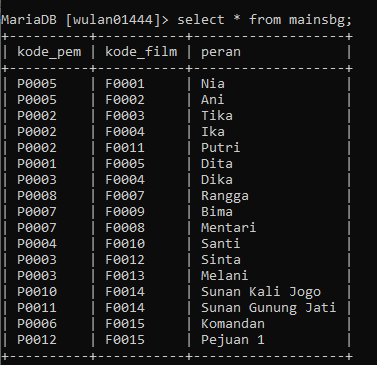 MariaDB [wulan01444]> select * from mainsbg;
+----------+-----------+-------------------+
| kode_pem | kode_film | peran             |
+----------+-----------+-------------------+
| P0005    | F0001     | Nia               |
| P0005    | F0002     | Ani               |
| P0002    | F0003     | Tika              |
| P0002    | F0004     | Ika               |
| P0002    | F0011     | Putri             |
| P0001    | F0005     | Dita              |
| P0003    | F0004     | Dika              |
| P0008    | F0007     | Rangga            |
| P0007    | F0009     | Bima              |
| P0007    | F0008     | Mentari           |
| P0004    | F0010     | Santi             |
| P0003    | F0012     | Sinta             |
| P0003    | F0013     | Melani            |
| P0010    | F0014     | Sunan Kali Jogo   |
| P0011    | F0014     | Sunan Gunung Jati |
| P0006    | F0015     | Komandan          |
| P0012    | F0015     | Pejuan 1          |
+----------+-----------+-------------------+